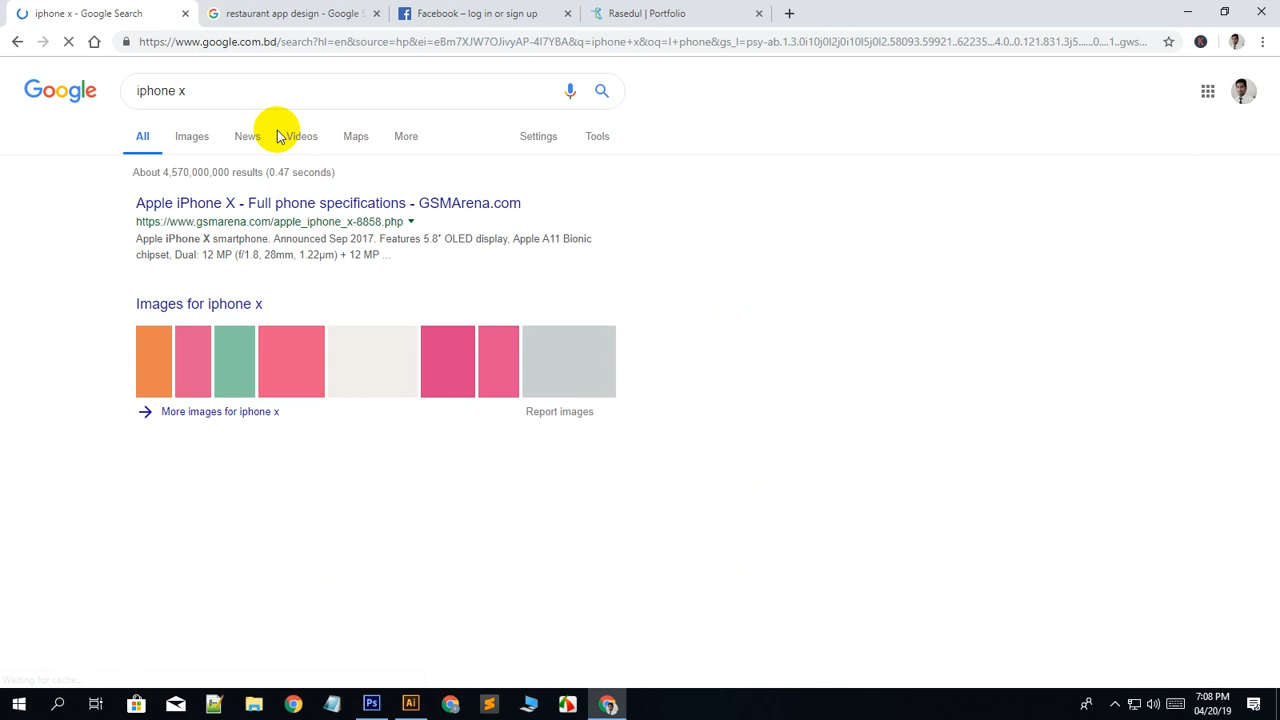 iphone x - Google Search
restaurant app design - Google S
Facebook – log in or sign up
Rasedul | Portfolio
https://www.google.com.bd/search?hl=en&source=hp&ei=eBm7XJW7OJivyAP-4I7YBA&q=iphone+x&oq=I+phone&gs_l=psy-ab.1.3.0i10j0l2j0i10l5j0l2.58093.59921..62235...4.0..0.121.831.3j5......0....1..gws...
Google
iphone x
All
Images
News
Videos
Maps
More
Settings
Tools
About 4,570,000,000 results (0.47 seconds)
Apple iPhone X - Full phone specifications - GSMArena.com
https://www.gsmarena.com/apple_iphone_x-8858.php
Apple iPhone X smartphone. Announced Sep 2017. Features 5.8″ OLED display, Apple A11 Bionic
chipset, Dual: 12 MP (f/1.8, 28mm, 1.22µm) + 12 MP ...
Images for iphone x
More images for iphone x
Report images
Waiting for cache...
Ps
Ai
7:08 PM
04/20/19